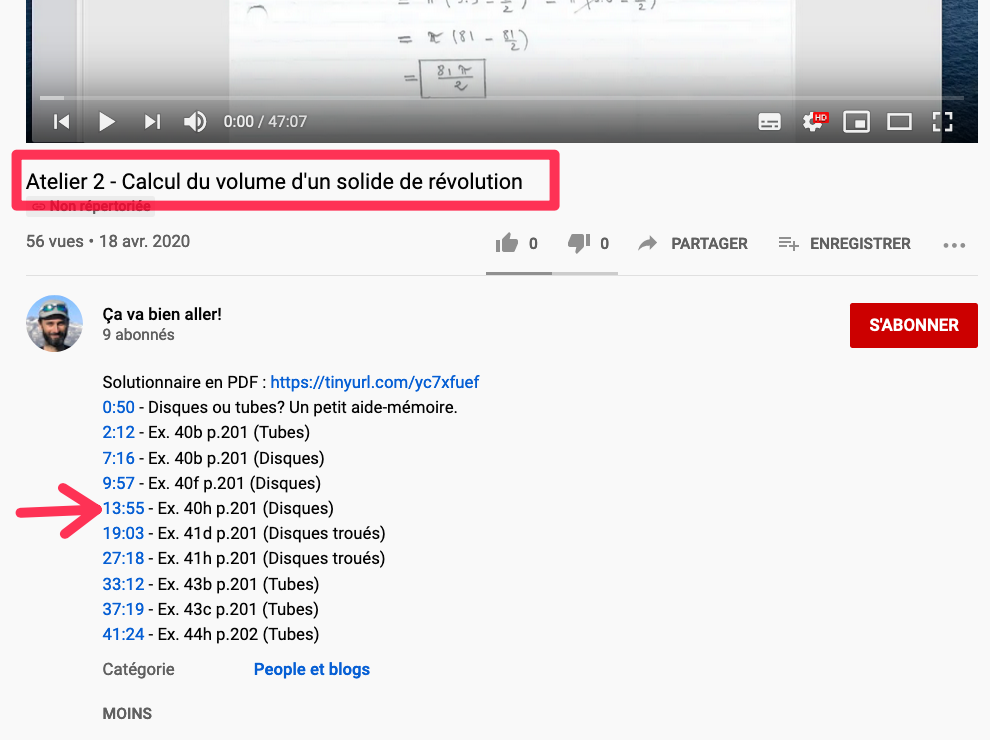 = π (81 - 81/2)
= 81π/2
0:00 / 47:07
HD
Atelier 2 - Calcul du volume d'un solide de révolution
Non répertoriée
56 vues • 18 avr. 2020
0
0
PARTAGER
ENREGISTRER
Ça va bien aller!
9 abonnés
S'ABONNER
Solutionnaire en PDF : https://tinyurl.com/yc7xfuef
0:50 - Disques ou tubes? Un petit aide-mémoire.
2:12 - Ex. 40b p.201 (Tubes)
7:16 - Ex. 40b p.201 (Disques)
9:57 - Ex. 40f p.201 (Disques)
13:55 - Ex. 40h p.201 (Disques)
19:03 - Ex. 41d p.201 (Disques troués)
27:18 - Ex. 41h p.201 (Disques troués)
33:12 - Ex. 43b p.201 (Tubes)
37:19 - Ex. 43c p.201 (Tubes)
41:24 - Ex. 44h p.202 (Tubes)
Catégorie
People et blogs
MOINS